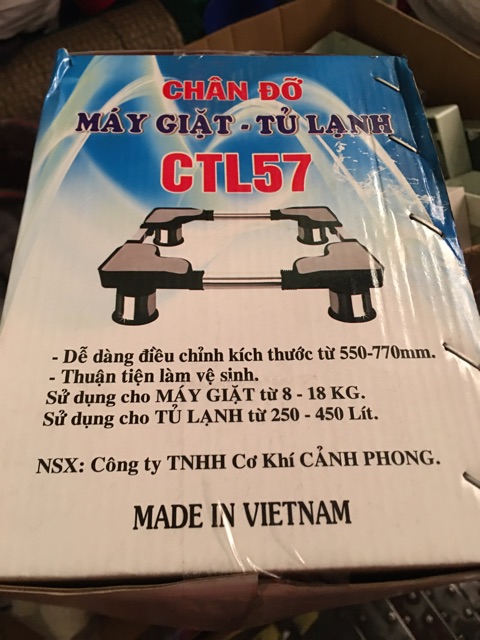 CHÂN ĐỠ
MÁY GIẶT - TỦ LẠNH
CTL57
- Dễ dàng điều chỉnh kích thước từ 550-770mm.
- Thuận tiện làm vệ sinh.
Sử dụng cho MÁY GIẶT từ 8 - 18 KG.
Sử dụng cho TỦ LẠNH từ 250 - 450 Lít.
NSX: Công ty TNHH Cơ Khí CẢNH PHONG.
MADE IN VIETNAM